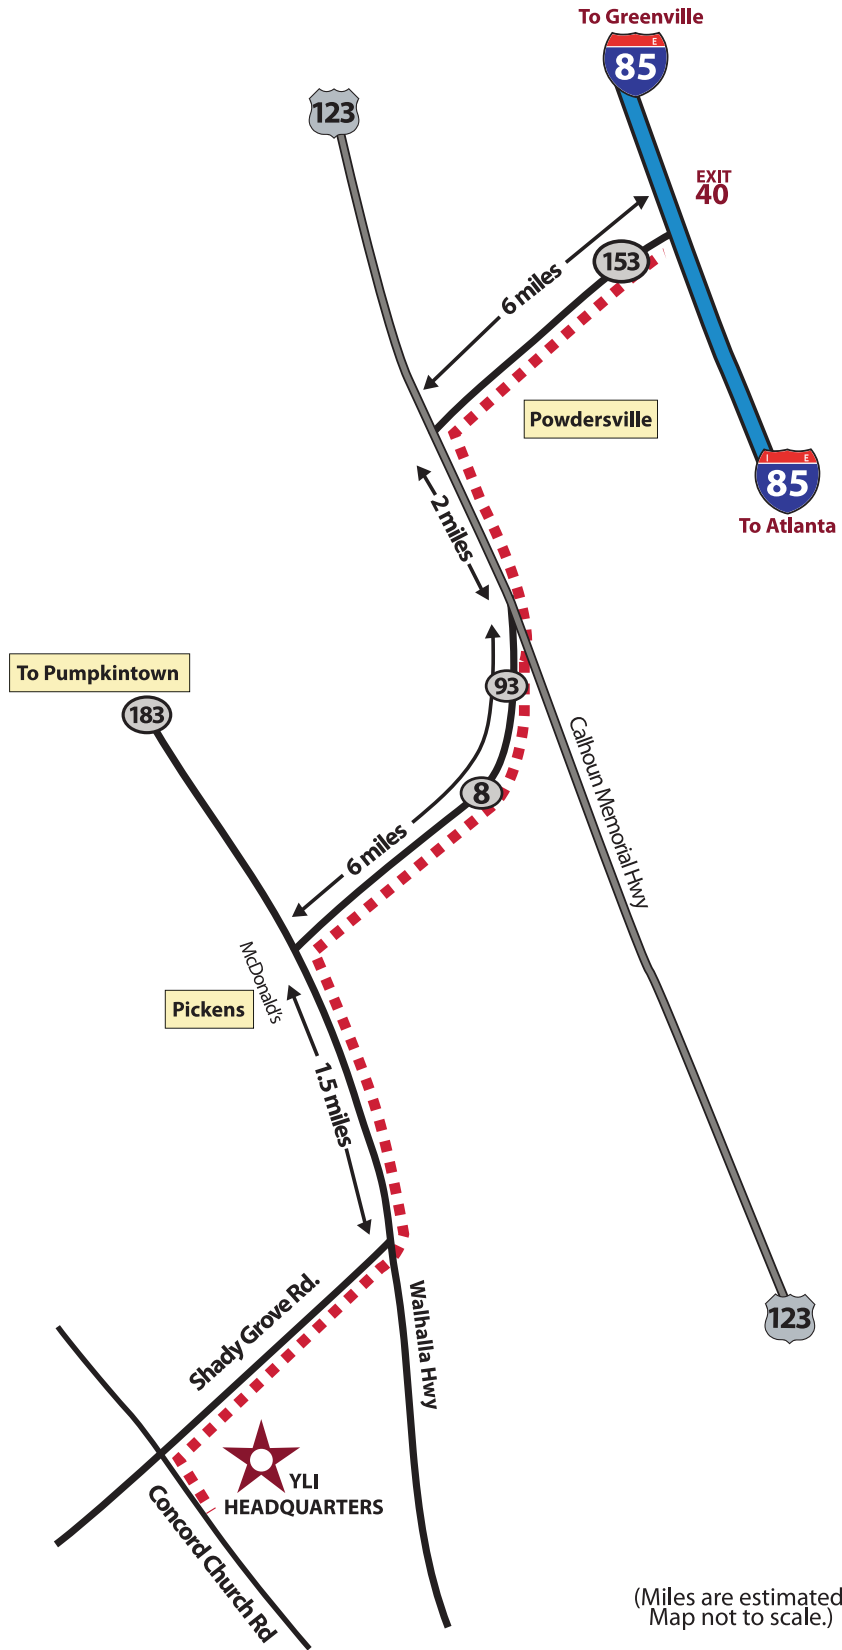 To Greenville
E
85
123
EXIT
40
153
6 miles
Powdersville
I E
85
To Atlanta
2 miles
To Pumpkintown
183
93
Calhoun Memorial Hwy
8
6 miles
McDonald's
Pickens
1.5 miles
Shady Grove Rd.
Walhalla Hwy
123
YLI
HEADQUARTERS
Concord Church Rd
(Miles are estimated
Map not to scale.)